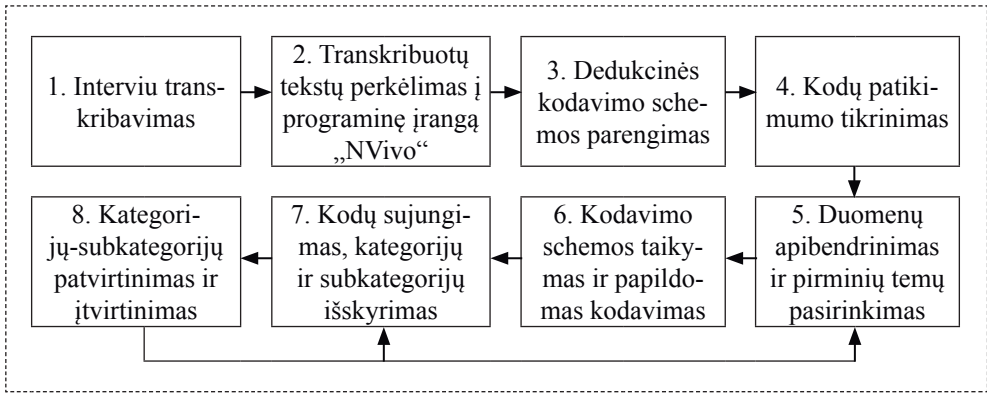 1. Interviu trans-
kribavimas
2. Transkribuotų
tekstų perkėlimas į
programinę įrangą
„NVivo“
3. Dedukcinės
kodavimo sche-
mos parengimas
4. Kodų patiki-
mumo tikrinimas
5. Duomenų
apibendrinimas
ir pirminių temų
pasirinkimas
6. Kodavimo
schemos taiky-
mas ir papildo-
mas kodavimas
7. Kodų sujungi-
mas, kategorijų
ir subkategorijų
išskyrimas
8. Kategori-
jų-subkategorijų
patvirtinimas ir
įtvirtinimas